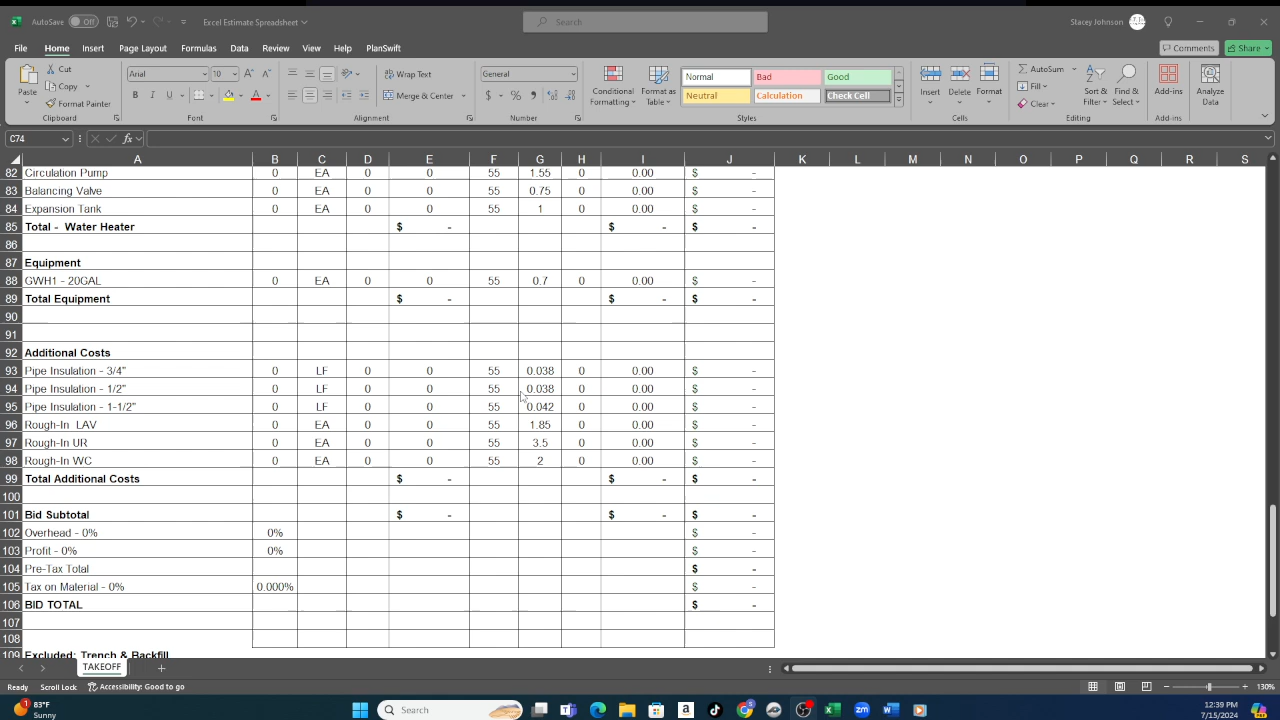 AutoSave Off Excel Estimate Spreadsheet Search Stacey Johnson
File Home Insert Page Layout Formulas Data Review View Help PlanSwift Comments Share
Paste Cut Copy Format Painter Clipboard
Arial 10 B I U Font
Wrap Text Merge & Center Alignment
General $ % Number
Conditional Formatting Format as Table Normal Bad Good Neutral Calculation Check Cell Styles
Insert Delete Format Cells
AutoSum Fill Clear Sort & Filter Find & Select Editing
Add-ins Add-ins
Analyze Data
C74 fx
A B C D E F G H I J K L M N O P Q R S
82 Circulation Pump 0 EA 0 0 55 1.55 0 0.00 $ -
83 Balancing Valve 0 EA 0 0 55 0.75 0 0.00 $ -
84 Expansion Tank 0 EA 0 0 55 1 0 0.00 $ -
85 Total - Water Heater $ - $ - $ -
86
87 Equipment
88 GWH1 - 20GAL 0 EA 0 0 55 0.7 0 0.00 $ -
89 Total Equipment $ - $ - $ -
90
91
92 Additional Costs
93 Pipe Insulation - 3/4" 0 LF 0 0 55 0.038 0 0.00 $ -
94 Pipe Insulation - 1/2" 0 LF 0 0 55 0.038 0 0.00 $ -
95 Pipe Insulation - 1-1/2" 0 LF 0 0 55 0.042 0 0.00 $ -
96 Rough-In LAV 0 EA 0 0 55 1.85 0 0.00 $ -
97 Rough-In UR 0 EA 0 0 55 3.5 0 0.00 $ -
98 Rough-In WC 0 EA 0 0 55 2 0 0.00 $ -
99 Total Additional Costs $ - $ - $ -
100
101 Bid Subtotal $ - $ - $ -
102 Overhead - 0% 0% $ -
103 Profit - 0% 0% $ -
104 Pre-Tax Total $ -
105 Tax on Material - 0% 0.000% $ -
106 BID TOTAL $ -
107
108
109 Excluded: Trench & Backfill
TAKEOFF
Ready Scroll Lock Accessibility: Good to go 130%
83°F Sunny Search 12:39 PM 7/15/2024